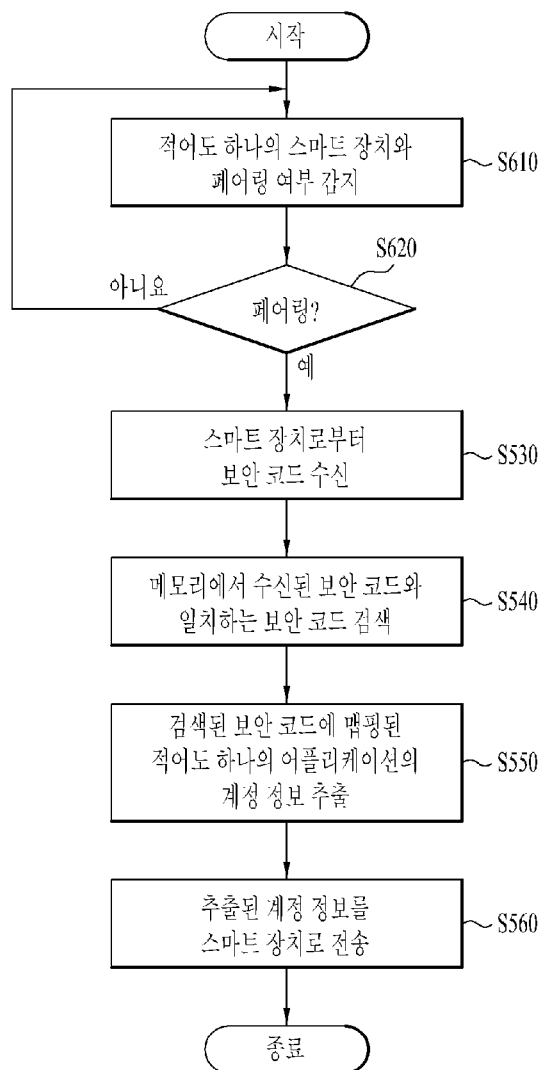 시작
적어도 하나의 스마트 장치와
페어링 여부 감지
S610
S620
아니요
페어링?
예
스마트 장치로부터
보안 코드 수신
S530
메모리에서 수신된 보안 코드와
일치하는 보안 코드 검색
S540
검색된 보안 코드에 맵핑된
적어도 하나의 어플리케이션의
계정 정보 추출
S550
추출된 계정 정보를
스마트 장치로 전송
S560
종료